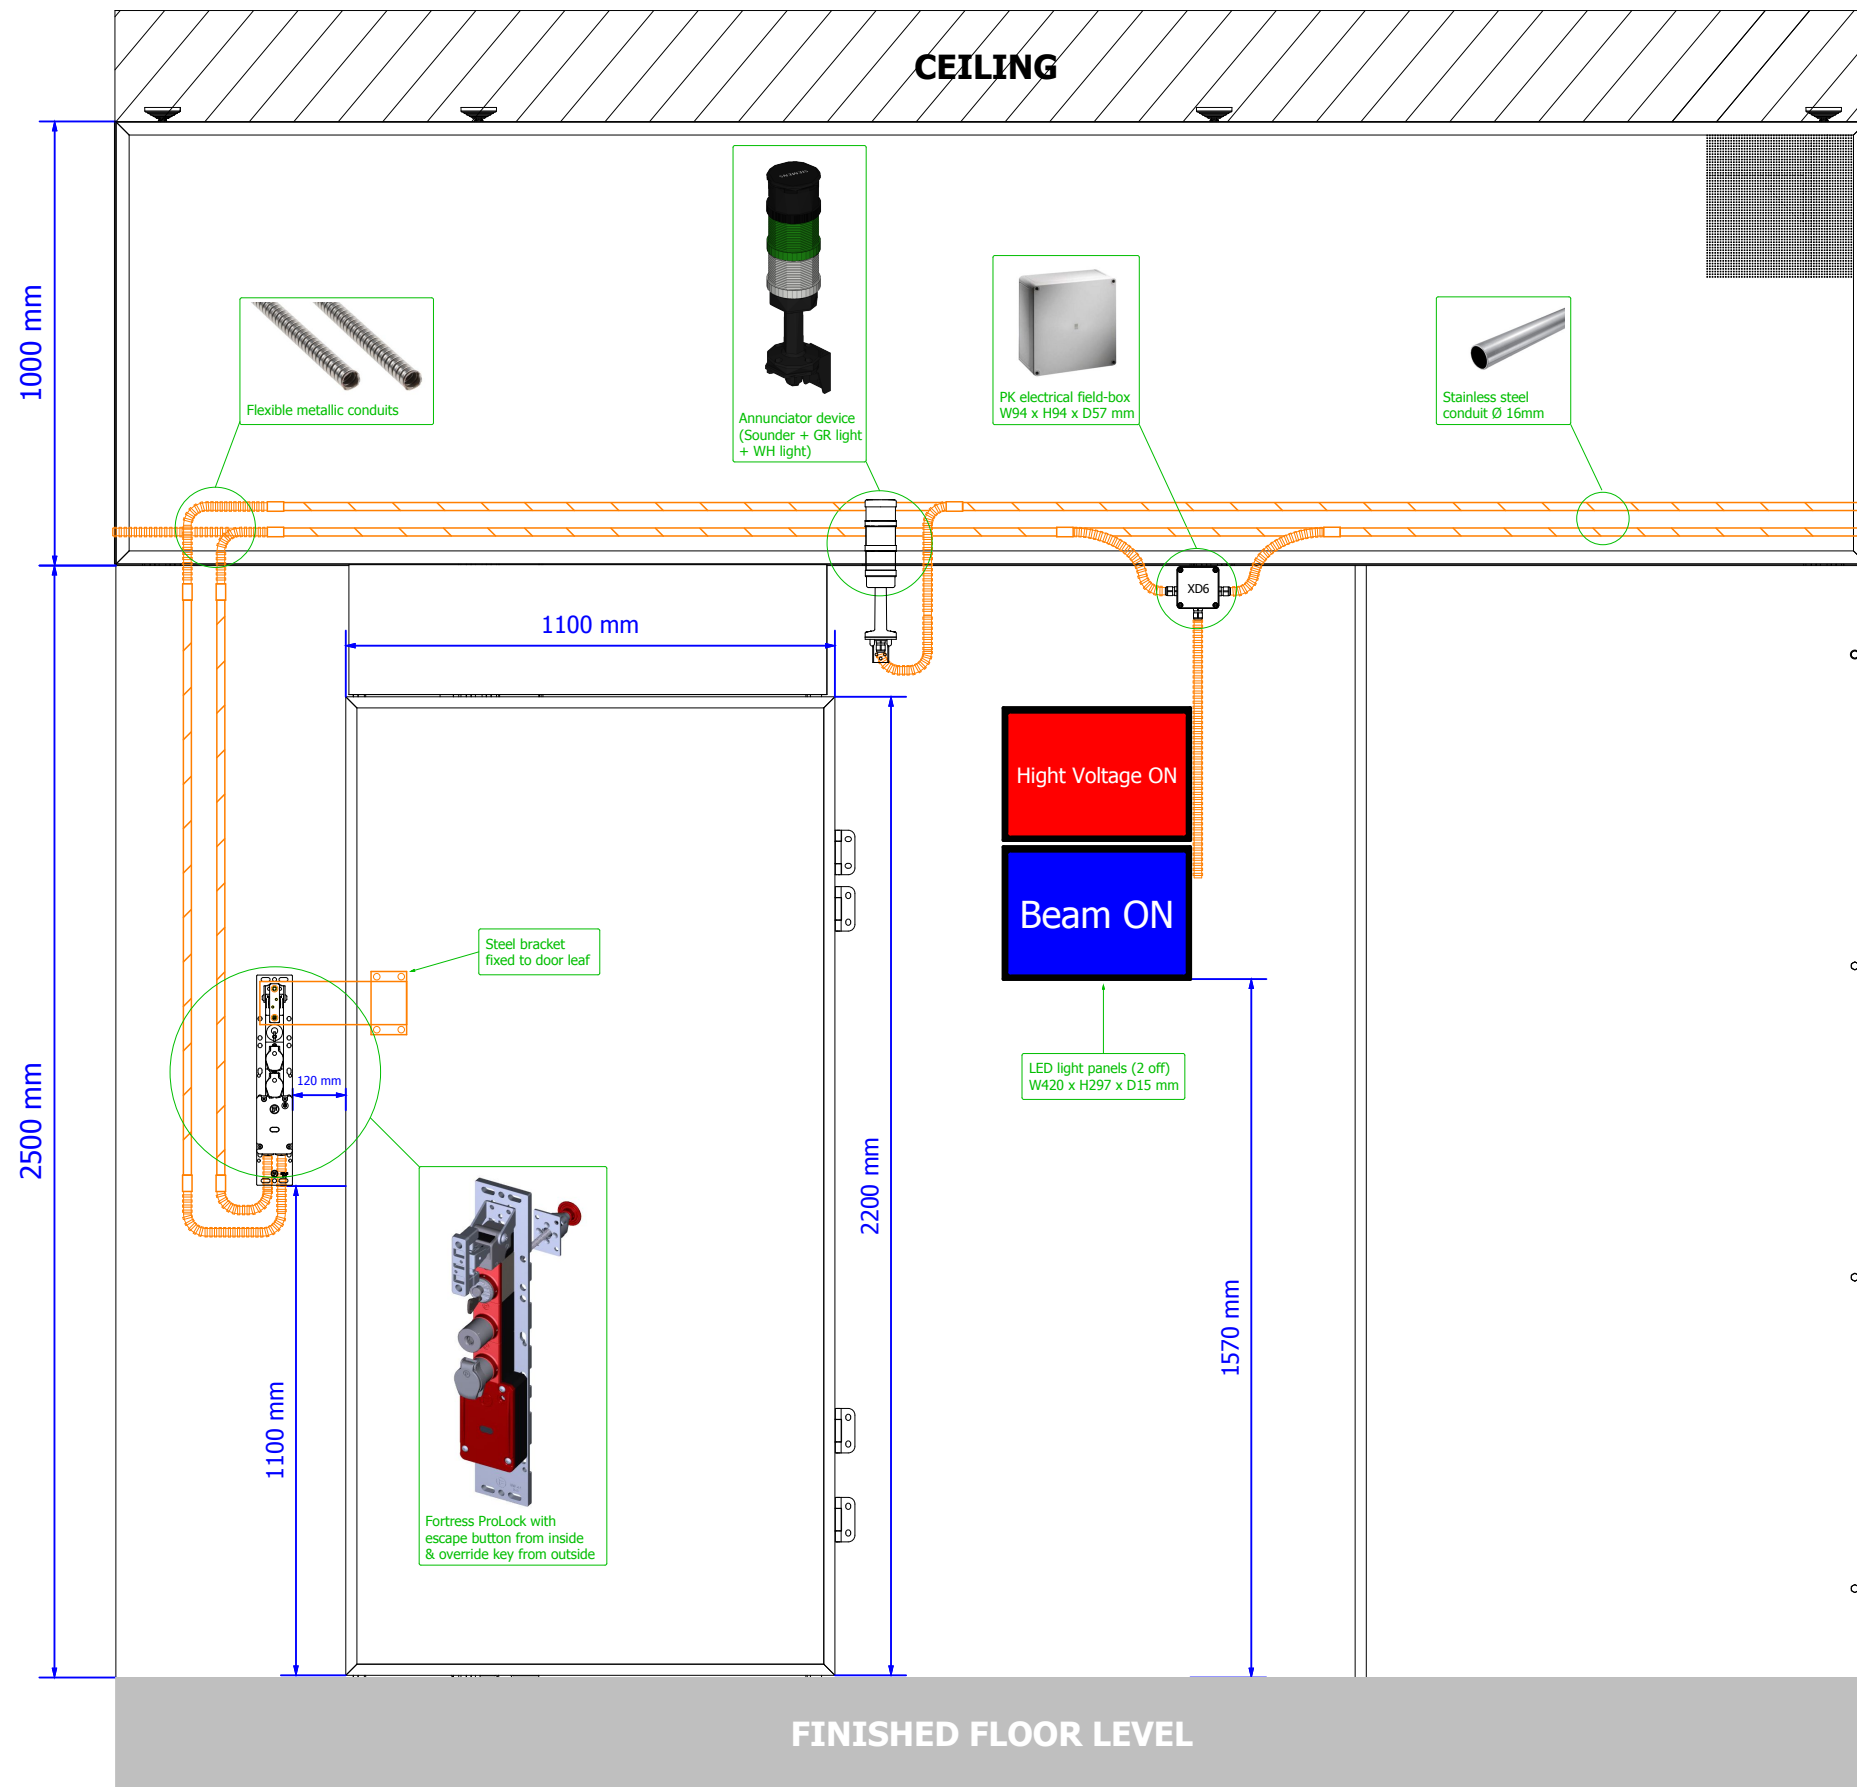 CEILING
1000 mm
Flexible metallic conduits
SIEMENS
Annunciator device
(Sounder + GR light
+ WH light)
PK electrical field-box
W94 x H94 x D57 mm
Stainless steel
conduit Ø 16mm
XD6
1100 mm
Hight Voltage ON
Beam ON
Steel bracket
fixed to door leaf
LED light panels (2 off)
W420 x H297 x D15 mm
120 mm
2500 mm
2200 mm
1570 mm
1100 mm
Fortress ProLock with
escape button from inside
& override key from outside
FINISHED FLOOR LEVEL